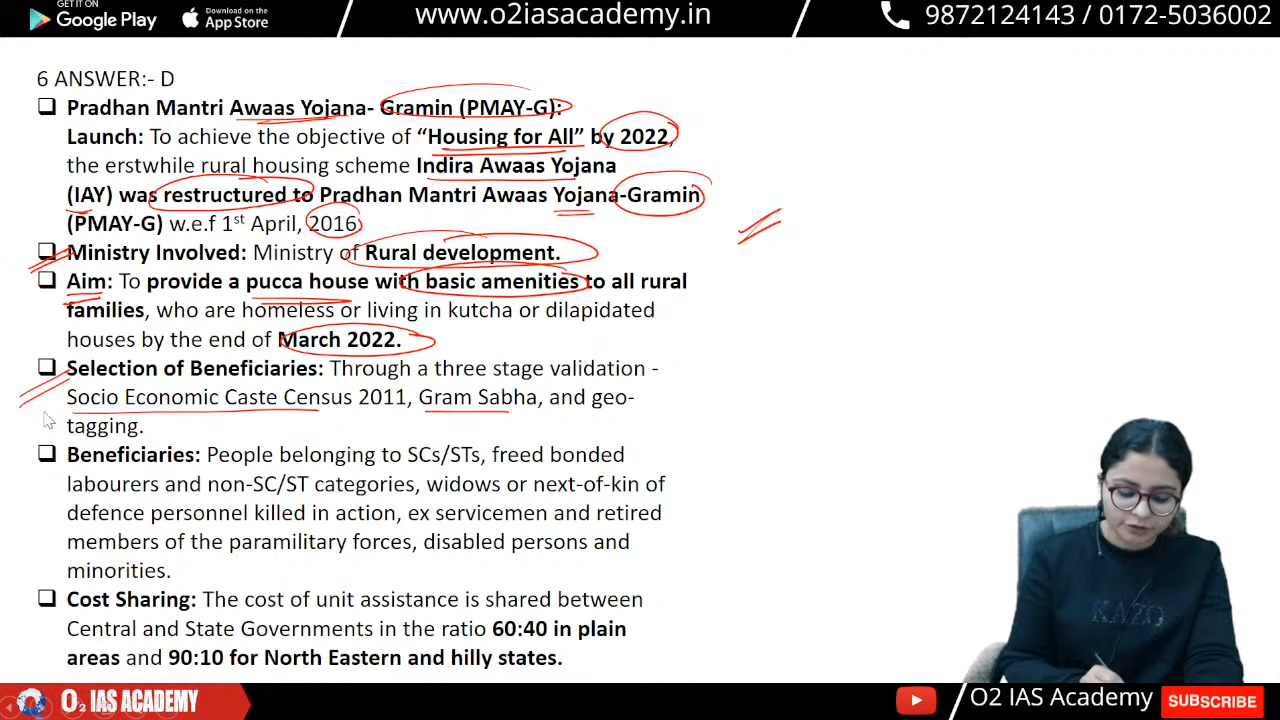 GET IT ON
Google Play
Download on the
App Store
www.o2iasacademy.in
9872124143 / 0172-5036002
6 ANSWER:- D
❑ Pradhan Mantri Awaas Yojana- Gramin (PMAY-G):
Launch: To achieve the objective of “Housing for All” by 2022,
the erstwhile rural housing scheme Indira Awaas Yojana
(IAY) was restructured to Pradhan Mantri Awaas Yojana-Gramin
(PMAY-G) w.e.f 1st April, 2016.
❑ Ministry Involved: Ministry of Rural development.
❑ Aim: To provide a pucca house with basic amenities to all rural
families, who are homeless or living in kutcha or dilapidated
houses by the end of March 2022.
❑ Selection of Beneficiaries: Through a three stage validation -
Socio Economic Caste Census 2011, Gram Sabha, and geo-
tagging.
❑ Beneficiaries: People belonging to SCs/STs, freed bonded
labourers and non-SC/ST categories, widows or next-of-kin of
defence personnel killed in action, ex servicemen and retired
members of the paramilitary forces, disabled persons and
minorities.
❑ Cost Sharing: The cost of unit assistance is shared between
Central and State Governments in the ratio 60:40 in plain
areas and 90:10 for North Eastern and hilly states.
KAZO
O2 IAS ACADEMY
O2 IAS Academy
SUBSCRIBE